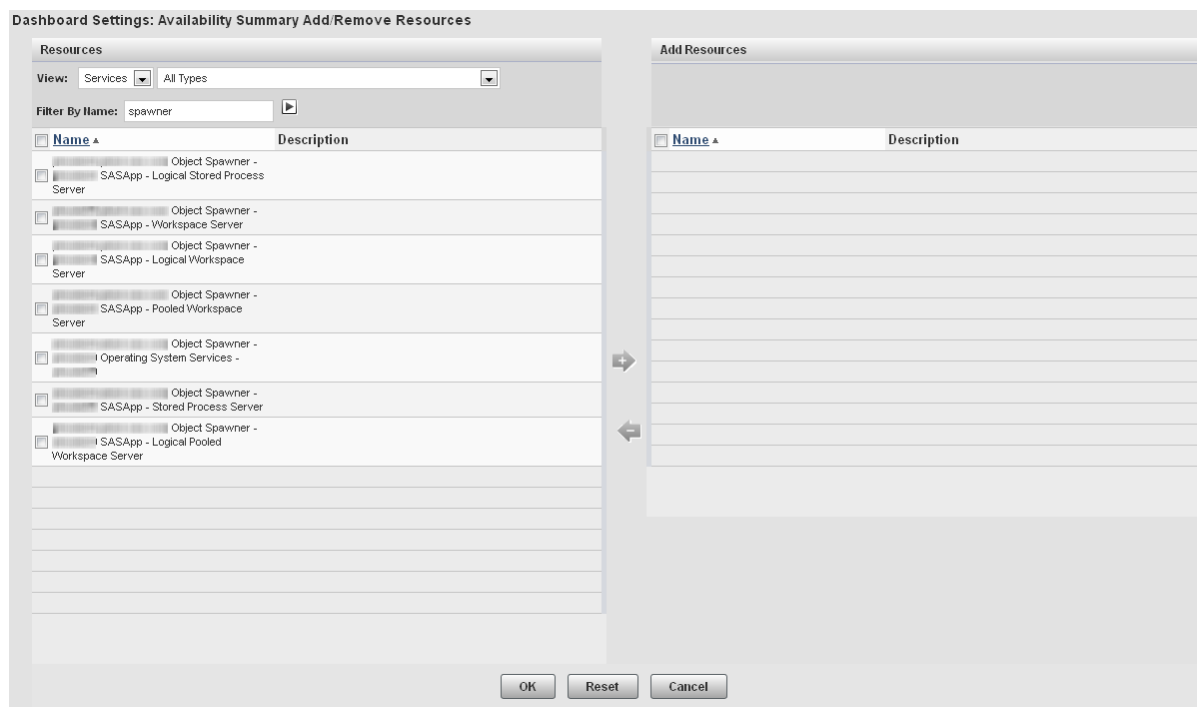 Dashboard Settings: Availability Summary Add/Remove Resources
Resources
View: Services All Types
Filter By Name: spawner
Name Description
Object Spawner -
SASApp - Logical Stored Process
Server
Object Spawner -
SASApp - Workspace Server
Object Spawner -
SASApp - Logical Workspace
Server
Object Spawner -
SASApp - Pooled Workspace
Server
Object Spawner -
Operating System Services -
Object Spawner -
SASApp - Stored Process Server
Object Spawner -
SASApp - Logical Pooled
Workspace Server
Add Resources
Name Description
OK Reset Cancel